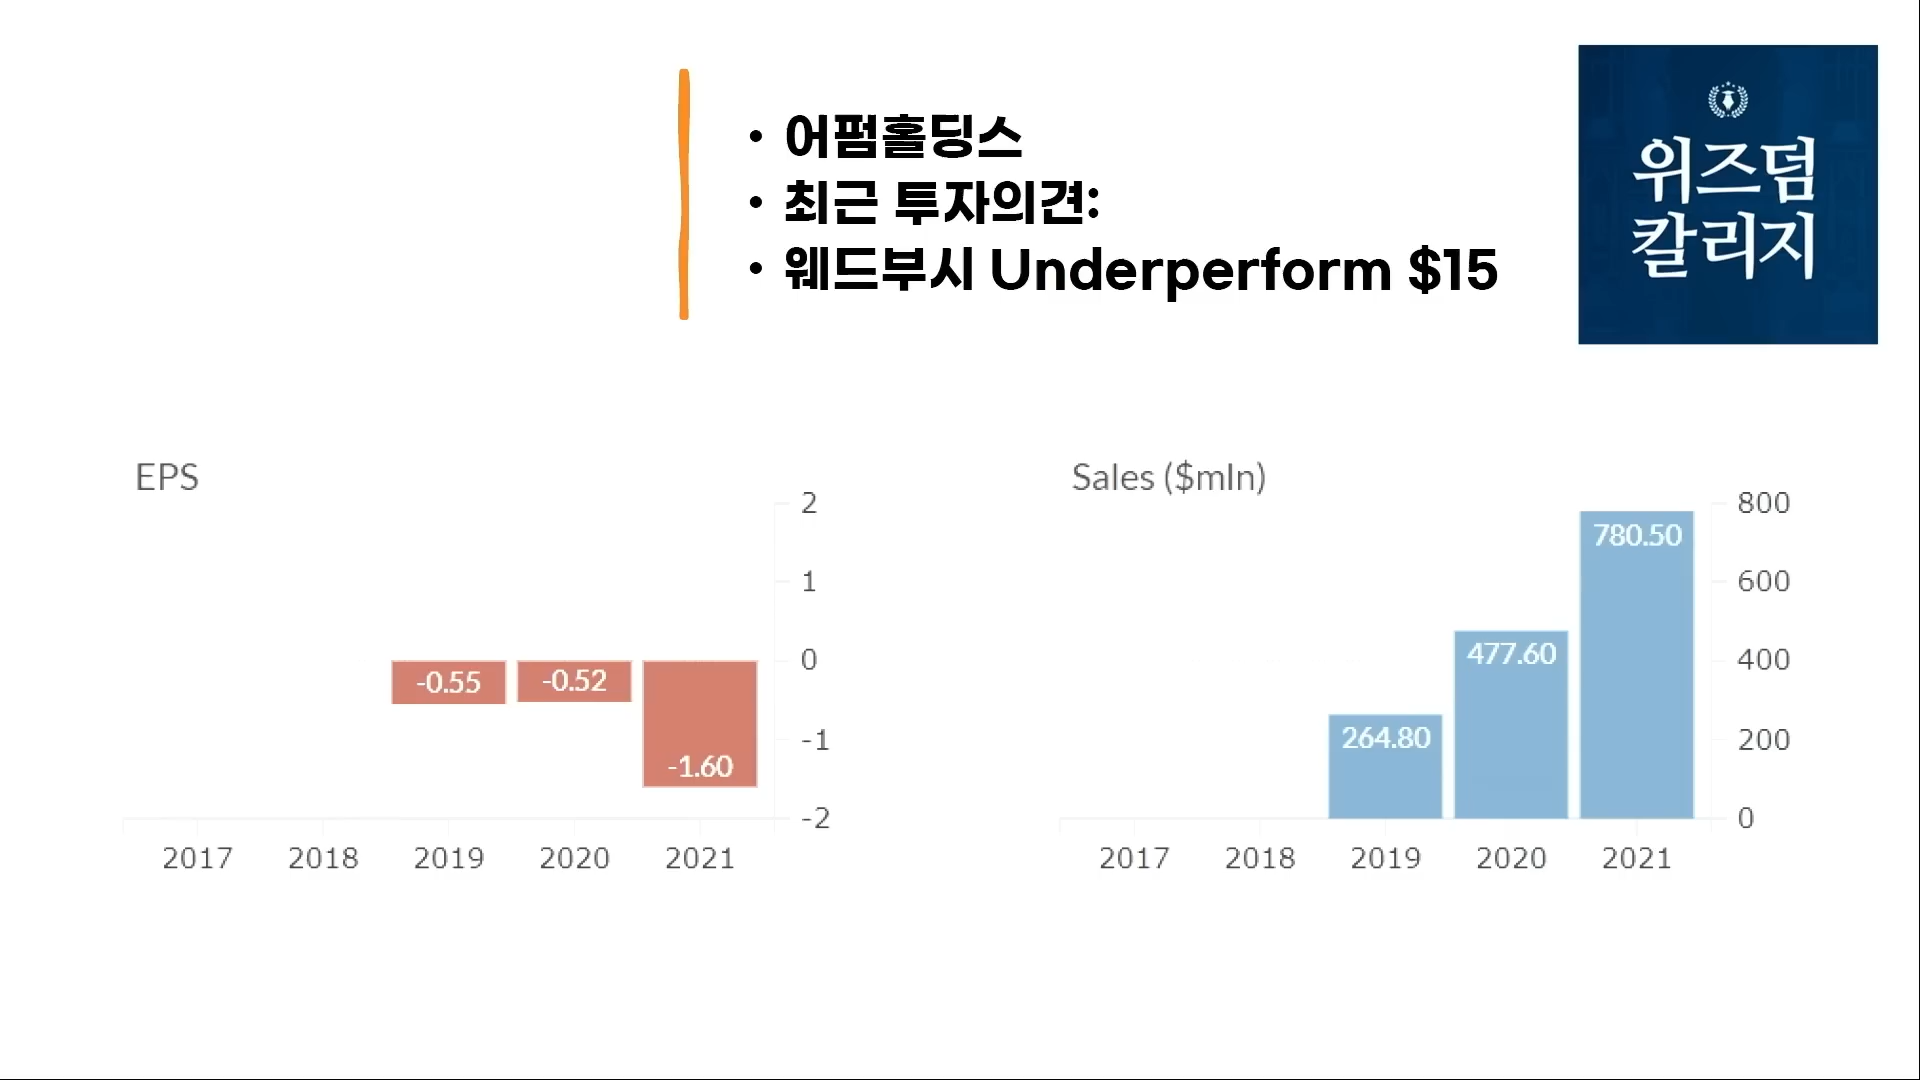 • 어펌홀딩스
• 최근 투자의견:
• 웨드부시 Underperform $15
위즈덤
칼리지
EPS
2
1
0
-1
-2
-0.55
-0.52
-1.60
2017 2018 2019 2020 2021
Sales ($mln)
800
600
400
200
0
264.80
477.60
780.50
2017 2018 2019 2020 2021